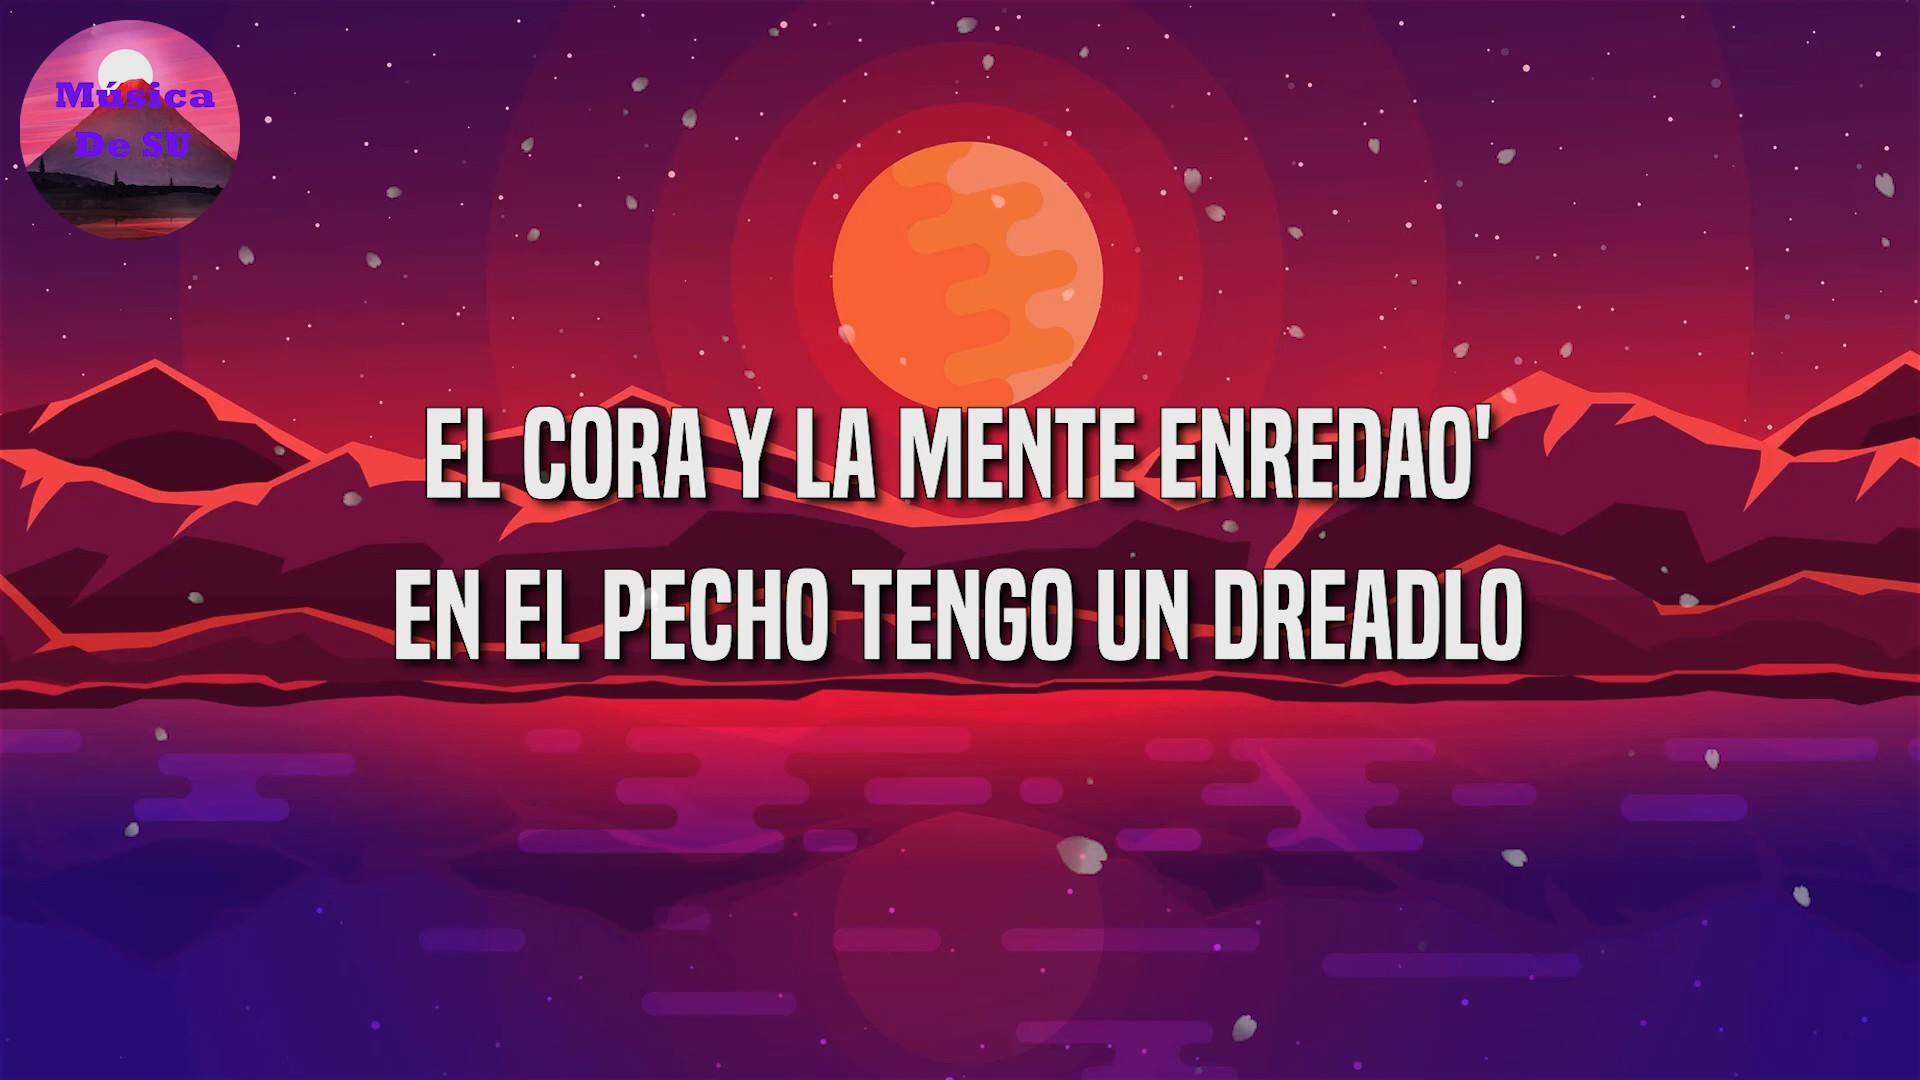 Música
De SU
EL CORA Y LA MENTE ENREDAO'
EN EL PECHO TENGO UN DREADLO